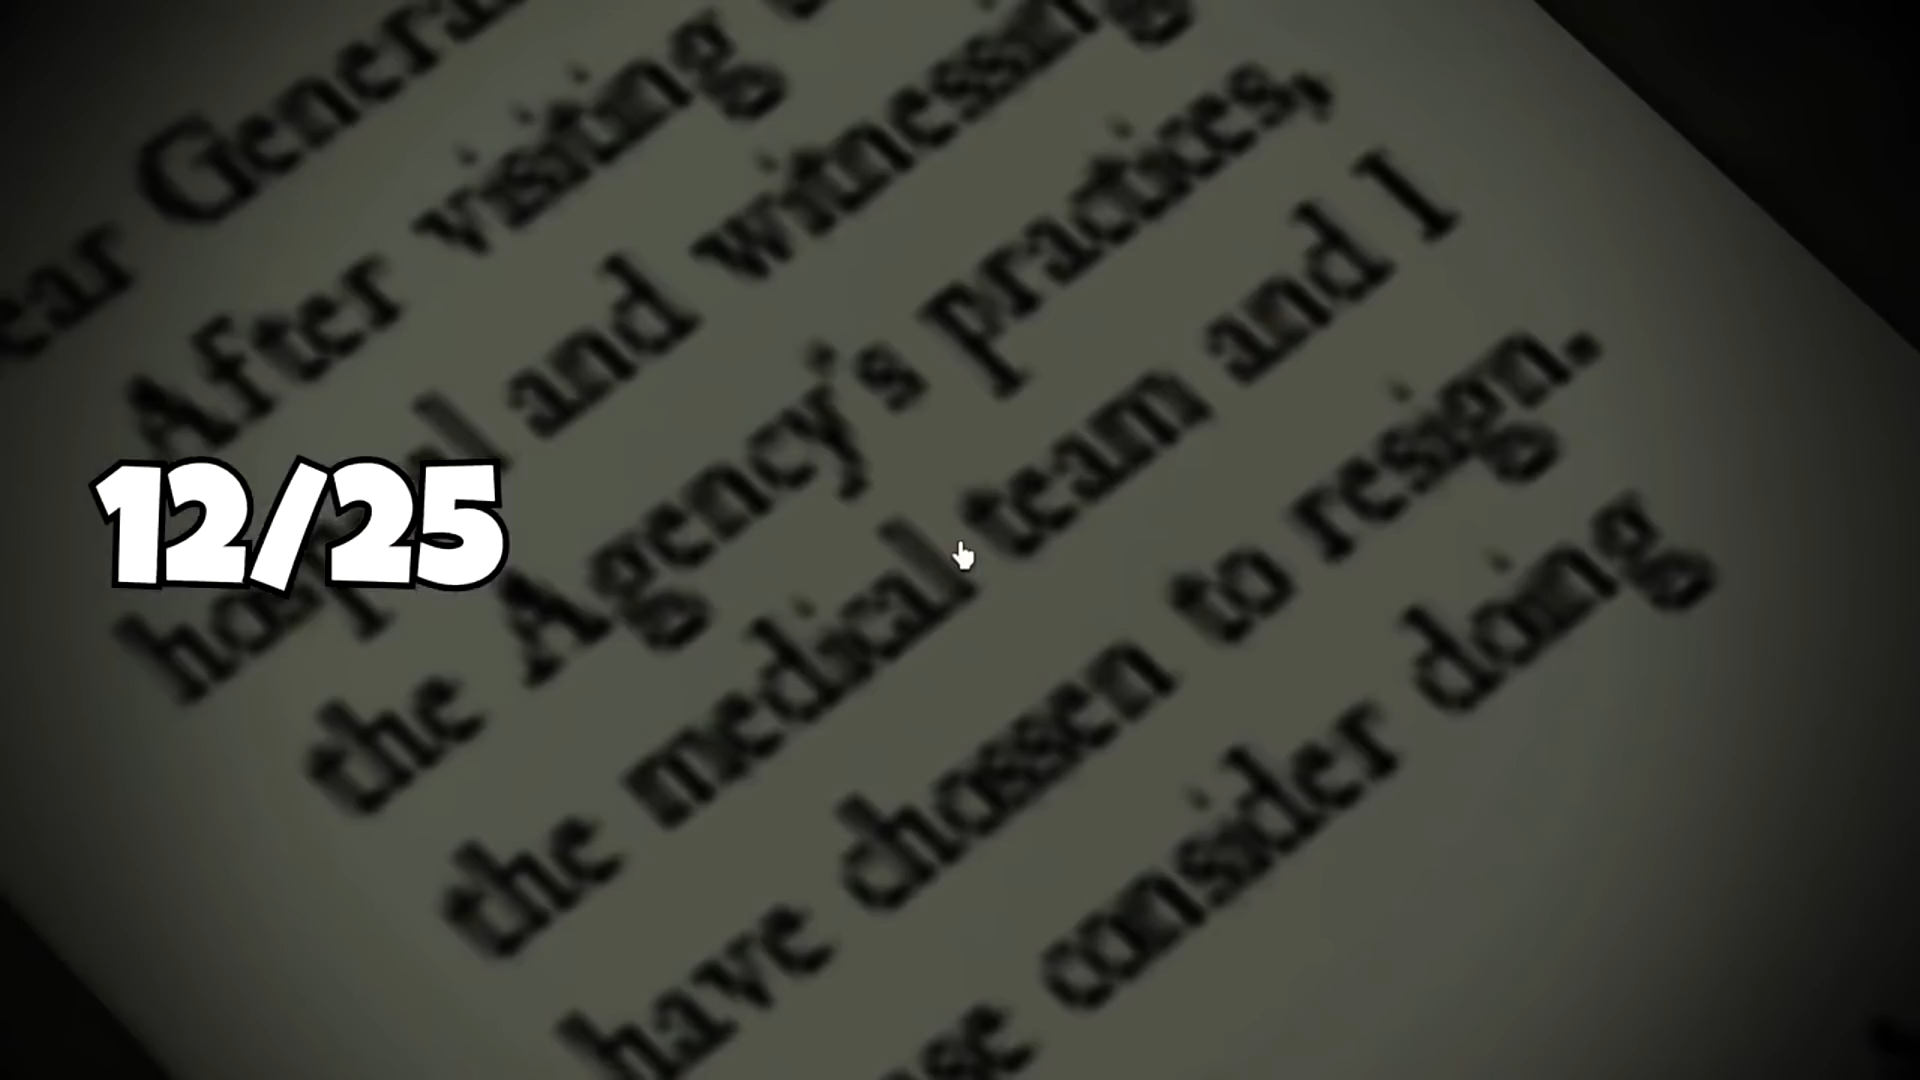 ear General
After visiting
hospital and witnessing
the Agency's practices,
the medical team and I
have chossen to resign.
consider doing
12/25